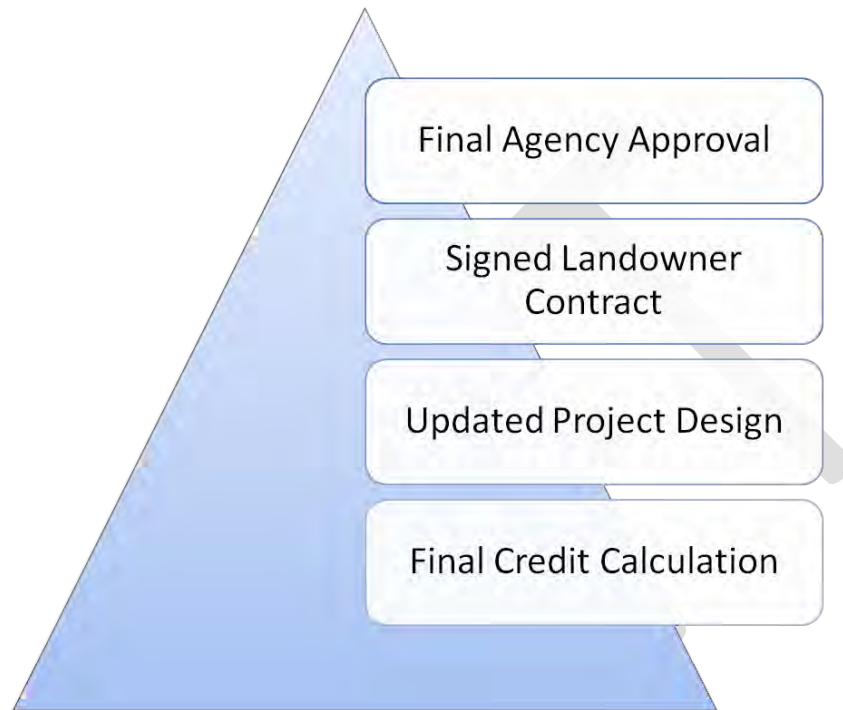 Final Agency Approval
Signed Landowner
Contract
Updated Project Design
Final Credit Calculation